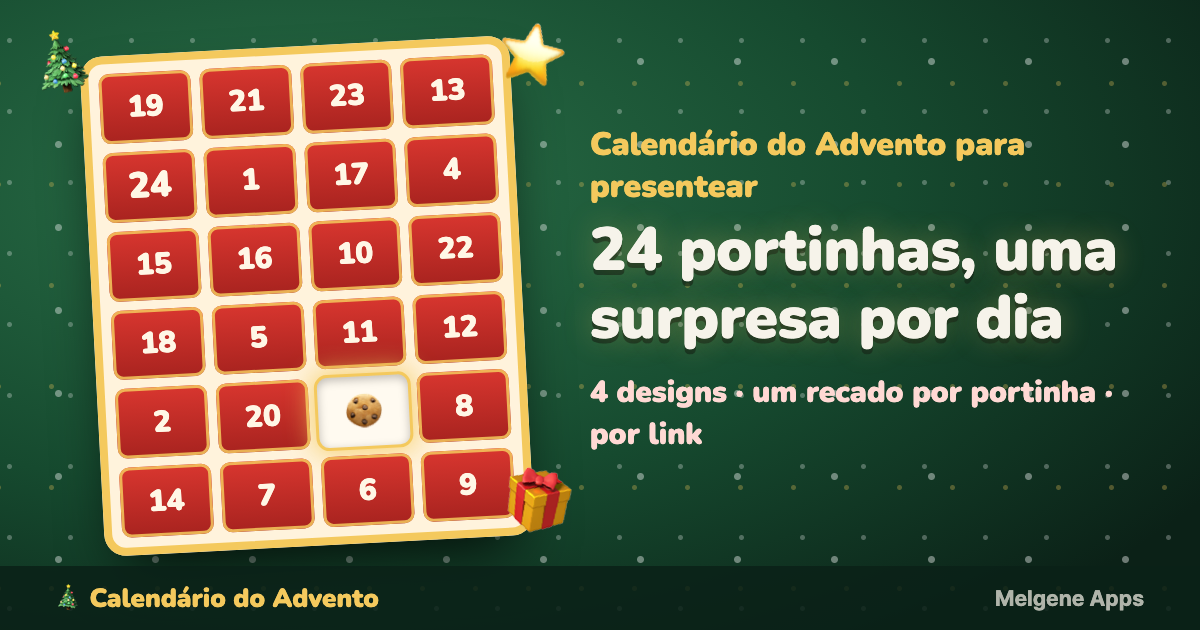 19 21 23 13
24 1 17 4
15 16 10 22
18 5 11 12
2 20 8
14 7 6 9
Calendário do Advento para
presentear
24 portinhas, uma
surpresa por dia
4 designs · um recado por portinha ·
por link
Calendário do Advento
Melgene Apps